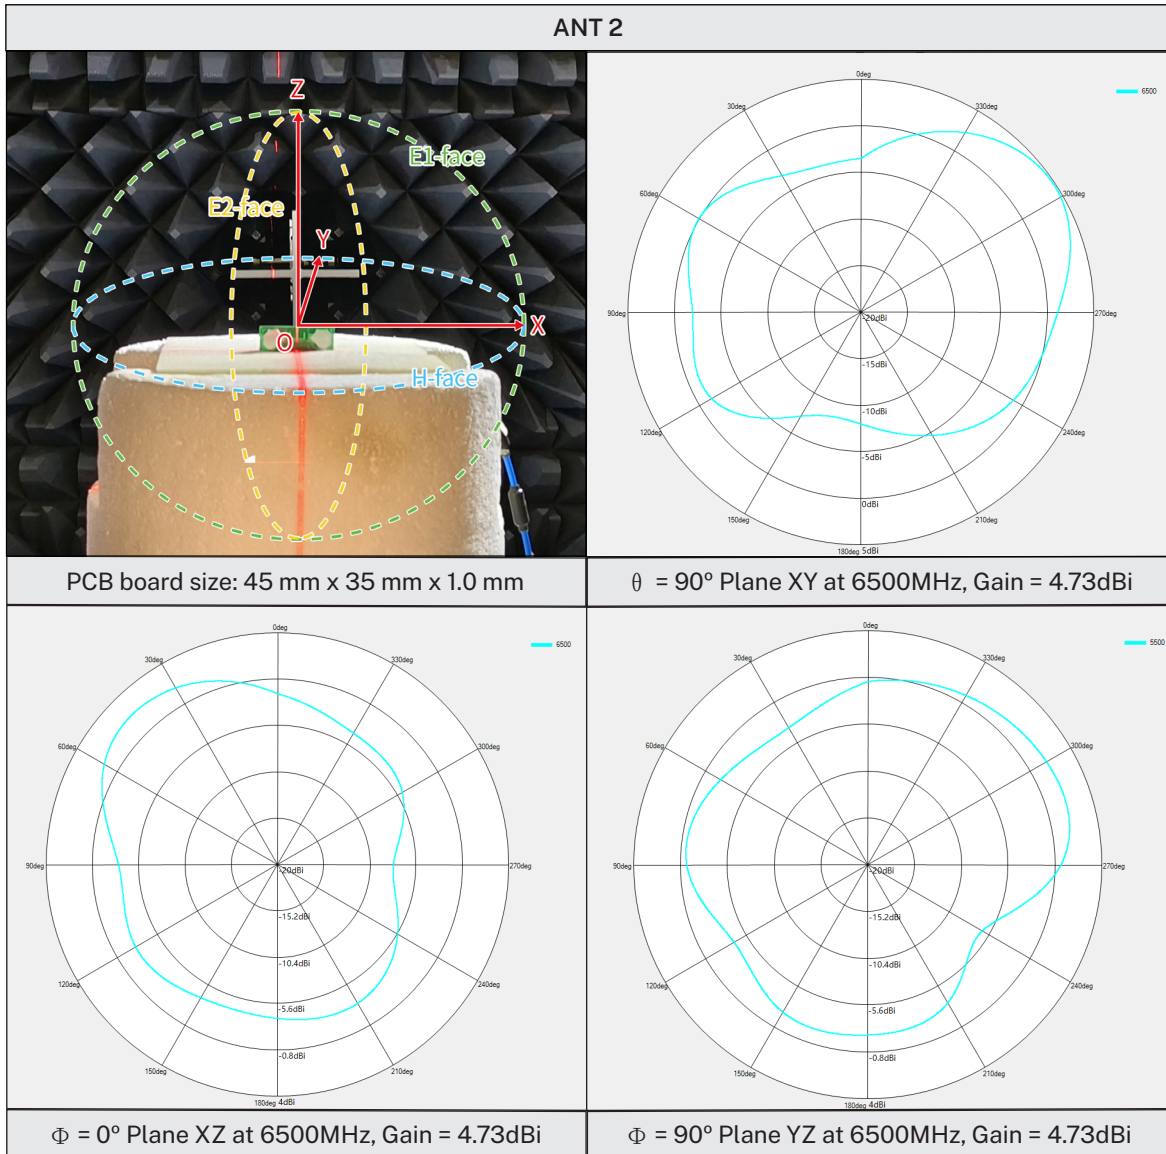 ANT 2
Z
E1-face
E2-face
Y
X
O
H-face
6500
0deg
30deg
330deg
60deg
300deg
90deg
270deg
120deg
240deg
150deg
210deg
180deg
-20dBi
-15dBi
-10dBi
-5dBi
0dBi
5dBi
PCB board size: 45 mm x 35 mm x 1.0 mm
θ = 90º Plane XY at 6500MHz, Gain = 4.73dBi
6500
0deg
30deg
330deg
60deg
300deg
90deg
270deg
120deg
240deg
150deg
210deg
180deg
-20dBi
-15.2dBi
-10.4dBi
-5.6dBi
-0.8dBi
4dBi
5500
0deg
30deg
330deg
60deg
300deg
90deg
270deg
120deg
240deg
150deg
210deg
180deg
-20dBi
-15.2dBi
-10.4dBi
-5.6dBi
-0.8dBi
4dBi
Φ = 0º Plane XZ at 6500MHz, Gain = 4.73dBi
Φ = 90º Plane YZ at 6500MHz, Gain = 4.73dBi